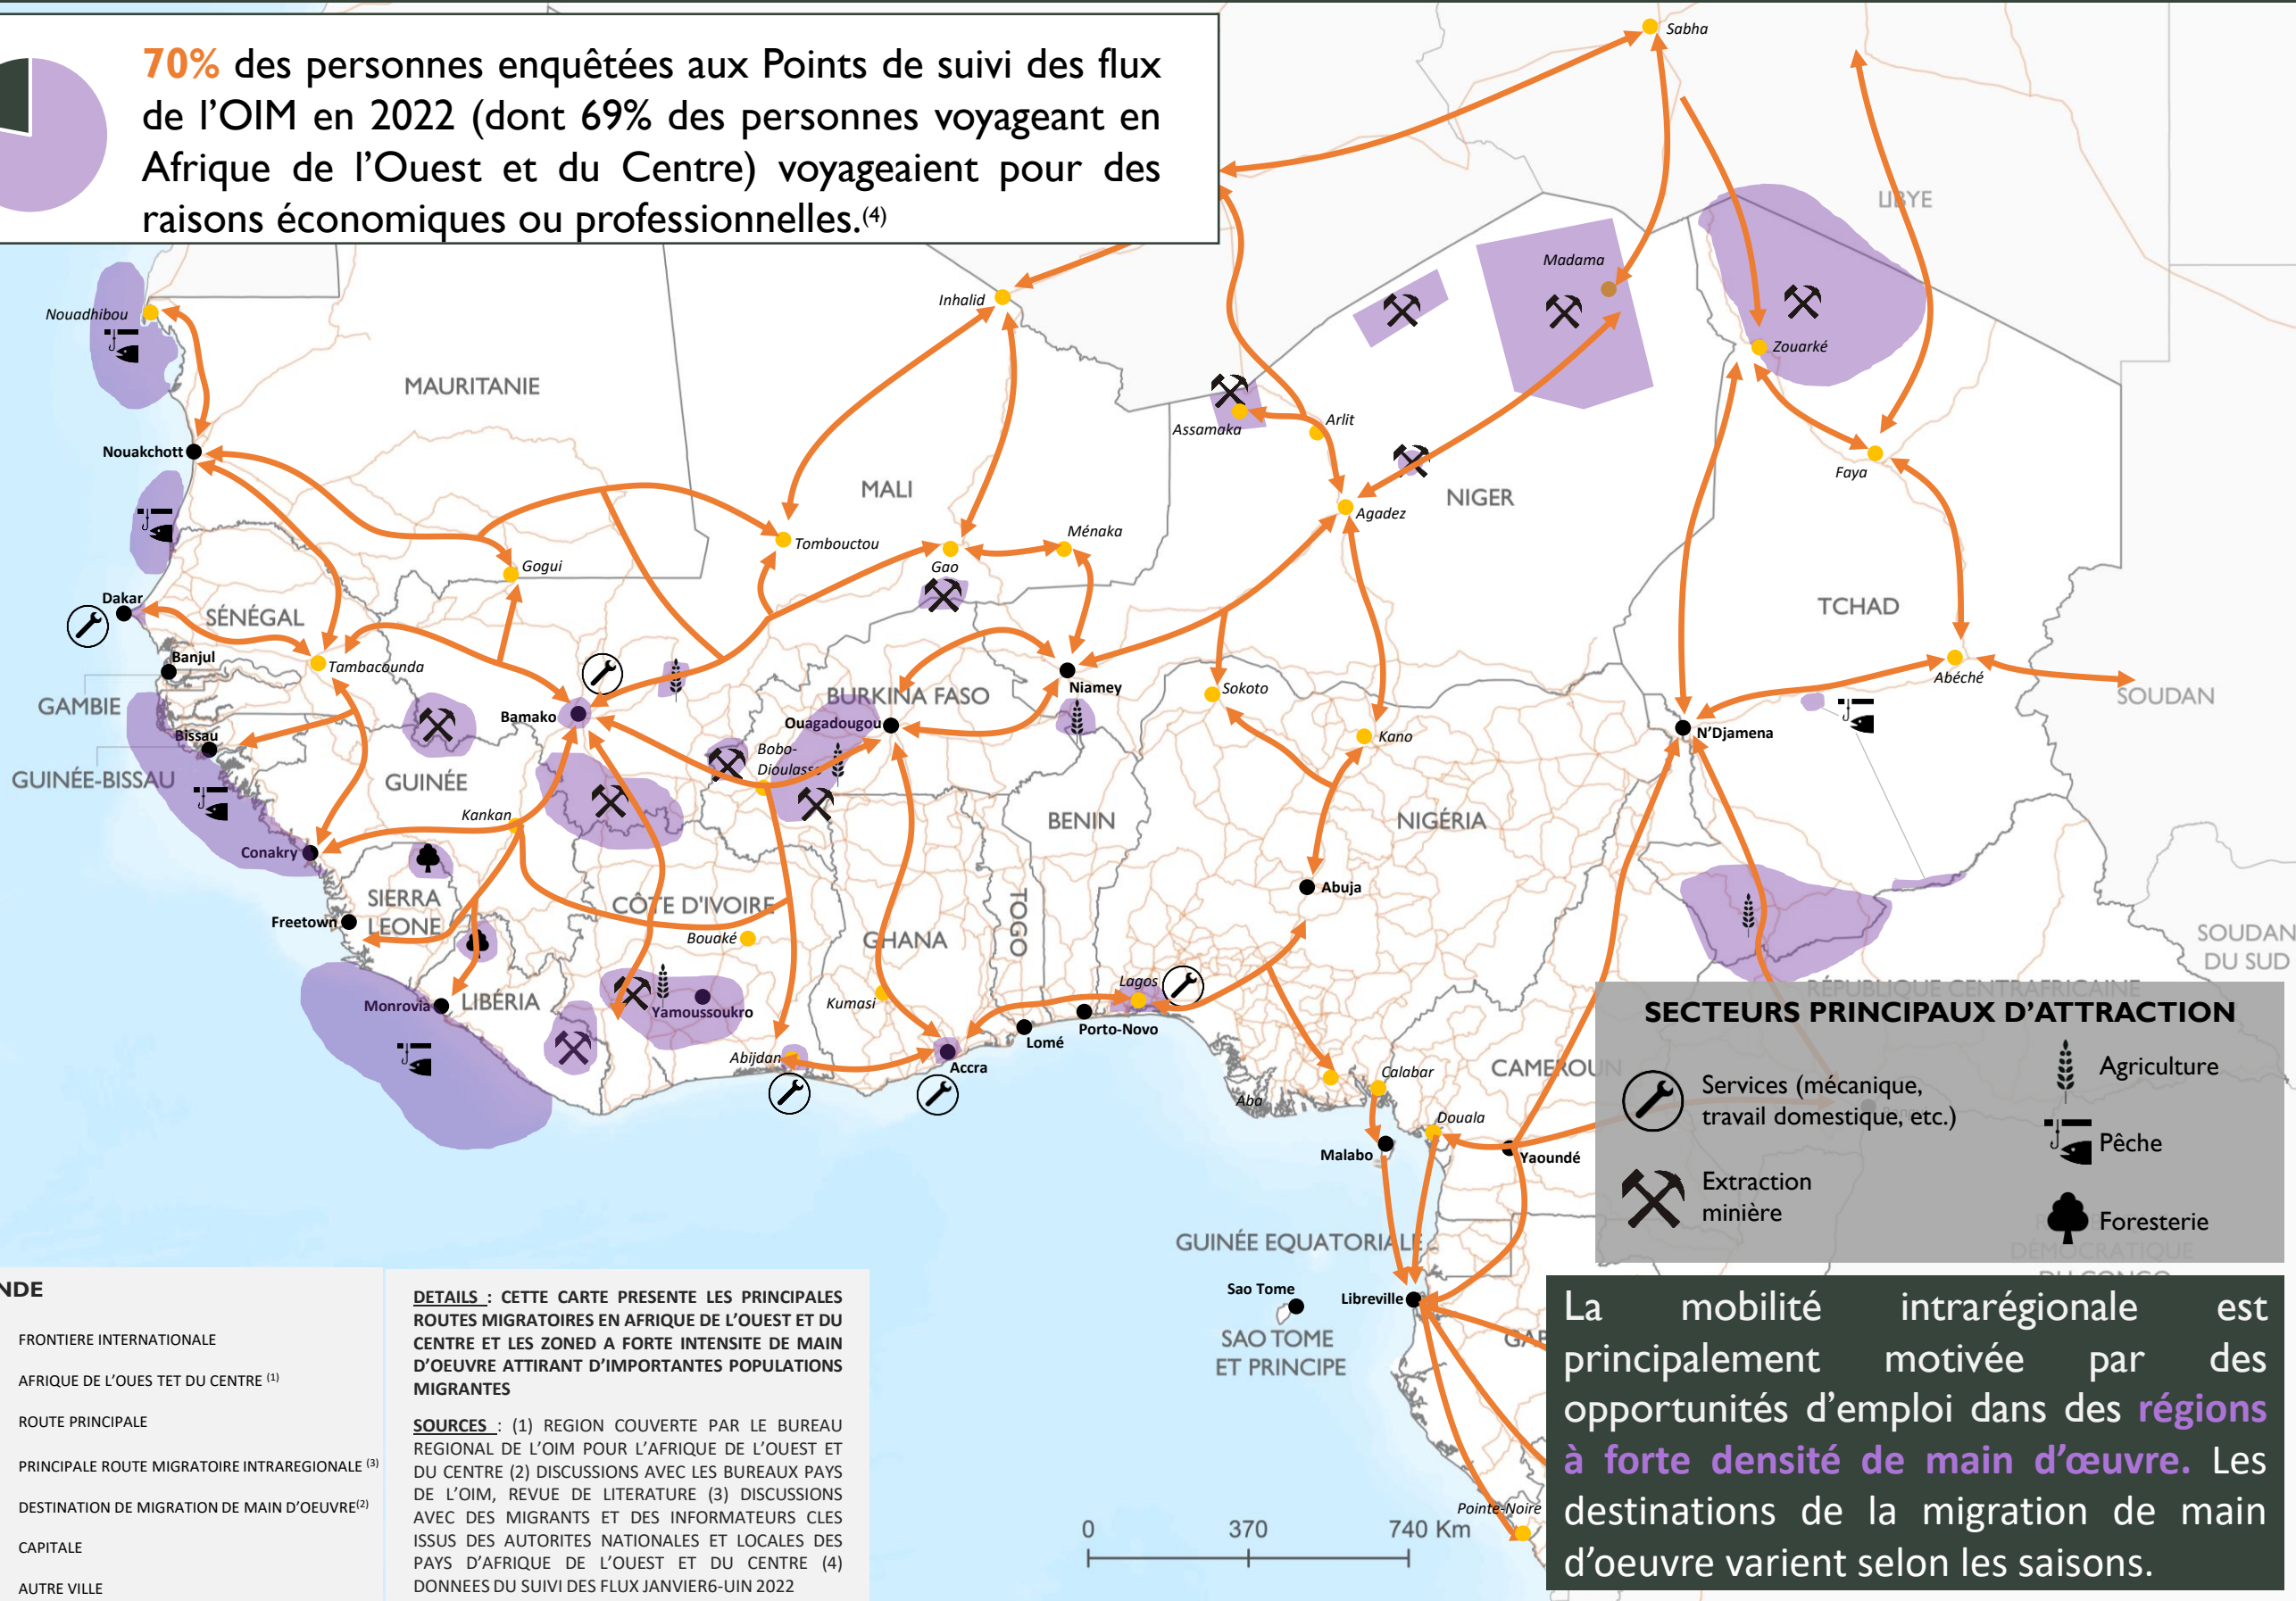 70% des personnes enquêtées aux Points de suivi des flux
de l’OIM en 2022 (dont 69% des personnes voyageant en
Afrique de l’Ouest et du Centre) voyageaient pour des
raisons économiques ou professionnelles.(4)
Sabha
LIBYE
Madama
Inhalid
Nouadhibou
Zouarké
MAURITANIE
Arlit
Assamaka
Nouakchott
Faya
MALI
NIGER
Agadez
Ménaka
Tombouctou
Gogui
Gao
Dakar
SÉNÉGAL
TCHAD
Banjul
Tambacounda
Abéché
Niamey
Sokoto
BURKINA FASO
SOUDAN
GAMBIE
Bamako
Ouagadougou
Bissau
N’Djamena
Kano
Bobo-
Dioulasso
GUINÉE-BISSAU
GUINÉE
Kankan
BENIN
NIGÉRIA
Conakry
Abuja
SIERRA
LEONE
CÔTE D'IVOIRE
TOGO
Freetown
Bouaké
GHANA
SOUDAN
DU SUD
Lagos
RÉPUBLIQUE CENTRAFRICAINE
Monrovia
LIBÉRIA
Yamoussoukro
Kumasi
Porto-Novo
Lomé
Abijdan
Accra
CAMEROUN
Calabar
Aba
Douala
Malabo
Yaoundé
SECTEURS PRINCIPAUX D’ATTRACTION
Services (mécanique,
travail domestique, etc.)
Agriculture
Pêche
Extraction
minière
Foresterie
DÉMOCRATIQUE
DU CONGO
GUINÉE EQUATORIALE
Sao Tome
Libreville
SAO TOME
ET PRINCIPE
GAB
Pointe-Noire
0 370 740 Km
NDE
FRONTIERE INTERNATIONALE
AFRIQUE DE L’OUES TET DU CENTRE (1)
ROUTE PRINCIPALE
PRINCIPALE ROUTE MIGRATOIRE INTRAREGIONALE (3)
DESTINATION DE MIGRATION DE MAIN D’OEUVRE(2)
CAPITALE
AUTRE VILLE
DETAILS : CETTE CARTE PRESENTE LES PRINCIPALES
ROUTES MIGRATOIRES EN AFRIQUE DE L’OUEST ET DU
CENTRE ET LES ZONED A FORTE INTENSITE DE MAIN
D’OEUVRE ATTIRANT D’IMPORTANTES POPULATIONS
MIGRANTES
SOURCES : (1) REGION COUVERTE PAR LE BUREAU
REGIONAL DE L’OIM POUR L’AFRIQUE DE L’OUEST ET
DU CENTRE (2) DISCUSSIONS AVEC LES BUREAUX PAYS
DE L’OIM, REVUE DE LITERATURE (3) DISCUSSIONS
AVEC DES MIGRANTS ET DES INFORMATEURS CLES
ISSUS DES AUTORITES NATIONALES ET LOCALES DES
PAYS D’AFRIQUE DE L’OUEST ET DU CENTRE (4)
DONNEES DU SUIVI DES FLUX JANVIER6-UIN 2022
La mobilité intrarégionale est
principalement motivée par des
opportunités d’emploi dans des régions
à forte densité de main d’œuvre. Les
destinations de la migration de main
d’oeuvre varient selon les saisons.